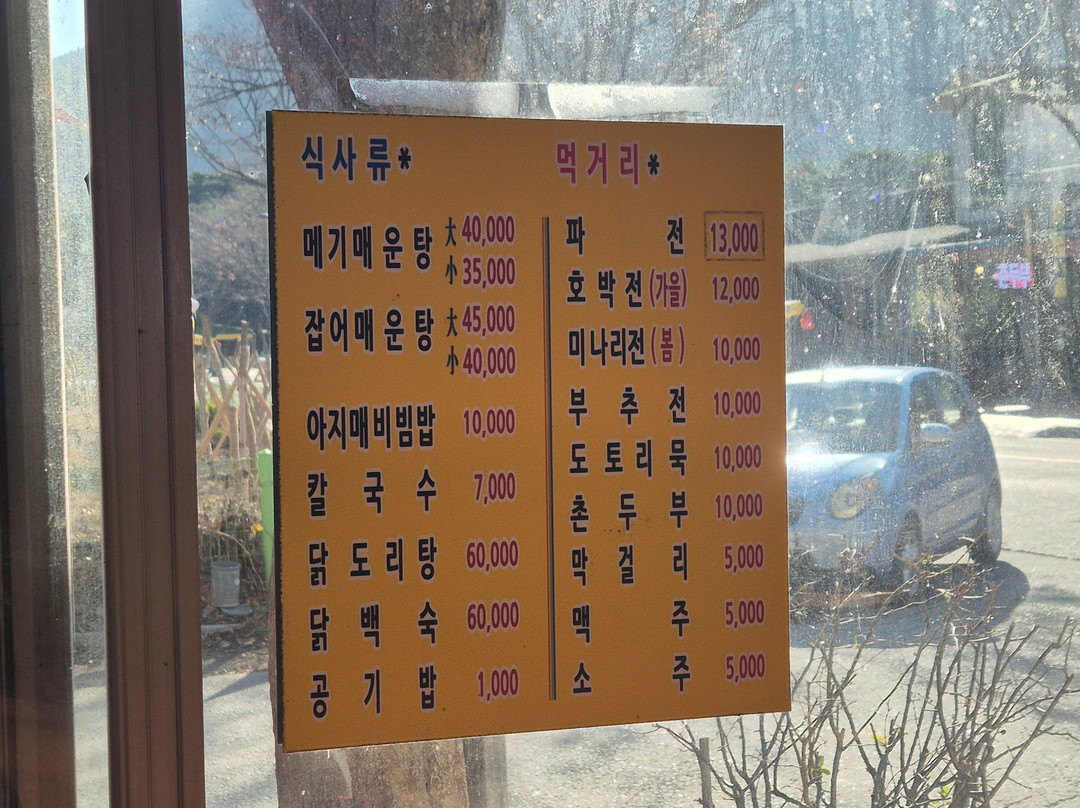 식사류*
메기매운탕 大 40,000
小 35,000
잡어매운탕 大 45,000
小 40,000
아지매비빔밥 10,000
칼국수 7,000
닭도리탕 60,000
닭백숙 60,000
공기밥 1,000
먹거리*
파전 13,000
호박전(가을) 12,000
미나리전(봄) 10,000
부추전 10,000
도토리묵 10,000
촌두부 10,000
막걸리 5,000
맥주 5,000
소주 5,000